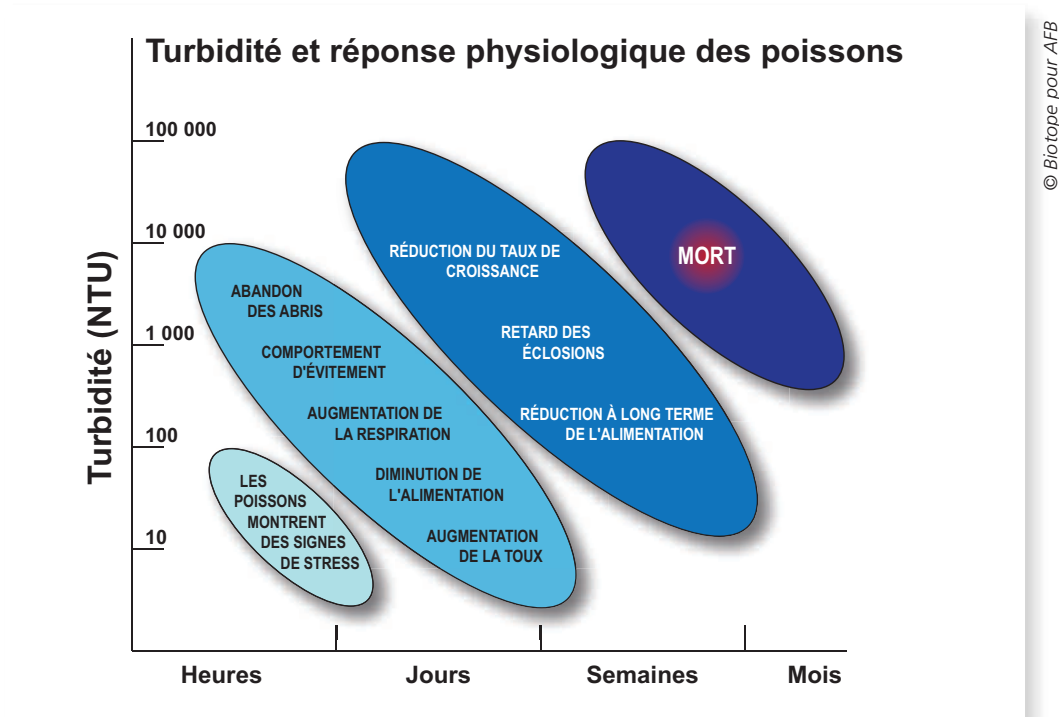 Turbidité et réponse physiologique des poissons
© Biotope pour AFB
Turbidité (NTU)
100 000
10 000
1 000
100
10
LES
POISSONS
MONTRENT
DES SIGNES
DE STRESS
ABANDON
DES ABRIS
COMPORTEMENT
D'ÉVITEMENT
AUGMENTATION DE
LA RESPIRATION
DIMINUTION DE
L'ALIMENTATION
AUGMENTATION
DE LA TOUX
RÉDUCTION DU TAUX DE
CROISSANCE
RETARD DES
ÉCLOSIONS
RÉDUCTION À LONG TERME
DE L'ALIMENTATION
MORT
Heures
Jours
Semaines
Mois